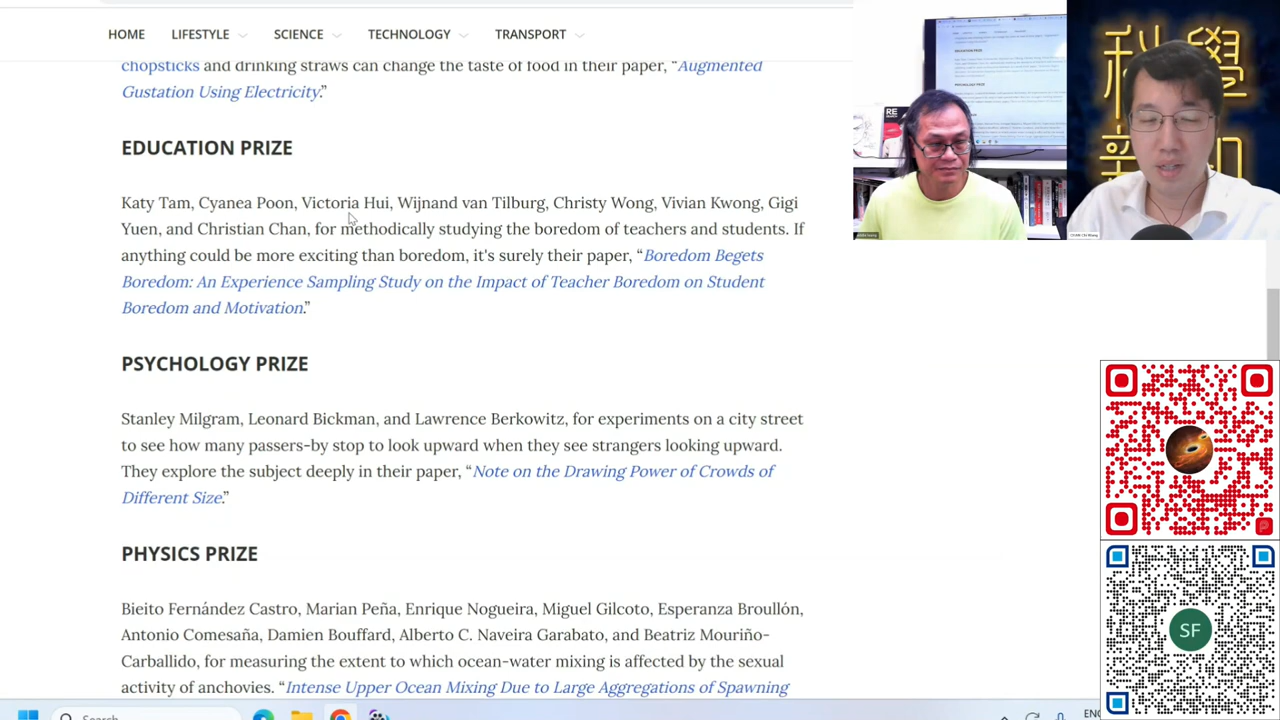 HOME LIFESTYLE SCIENCE TECHNOLOGY TRANSPORT
chopsticks and drinking straws can change the taste of food in their paper, “
Gustation Using Electricity.”
EDUCATION PRIZE
Katy Tam, Cyanea Poon, Victoria Hui, Wijnand van Tilburg, Christy Wong, Vivian Kwong, Gigi
Yuen, and Christian Chan, for methodically studying the boredom of teachers and students. If
anything could be more exciting than boredom, it's surely their paper, “Boredom Begets
Boredom: An Experience Sampling Study on the Impact of Teacher Boredom on Student
Boredom and Motivation.”
PSYCHOLOGY PRIZE
Stanley Milgram, Leonard Bickman, and Lawrence Berkowitz, for experiments on a city street
to see how many passers-by stop to look upward when they see strangers looking upward.
They explore the subject deeply in their paper. “Note on the Drawing Power of Crowds of
Different Size.”
PHYSICS PRIZE
Bieito Fernández Castro, Marian Peña, Enrique Nogueira, Miguel Gilcoto, Esperanza Broullón,
Antonio Comesaña, Damien Bouffard, Alberto C. Naveira Garabato, and Beatriz Mouriño-
Carballido, for measuring the extent to which ocean-water mixing is affected by the sexual
activity of anchovies. “Intense Upper Ocean Mixing Due to Large Aggregations of Spawning
Search
ENG
科學
新知
RE
SF